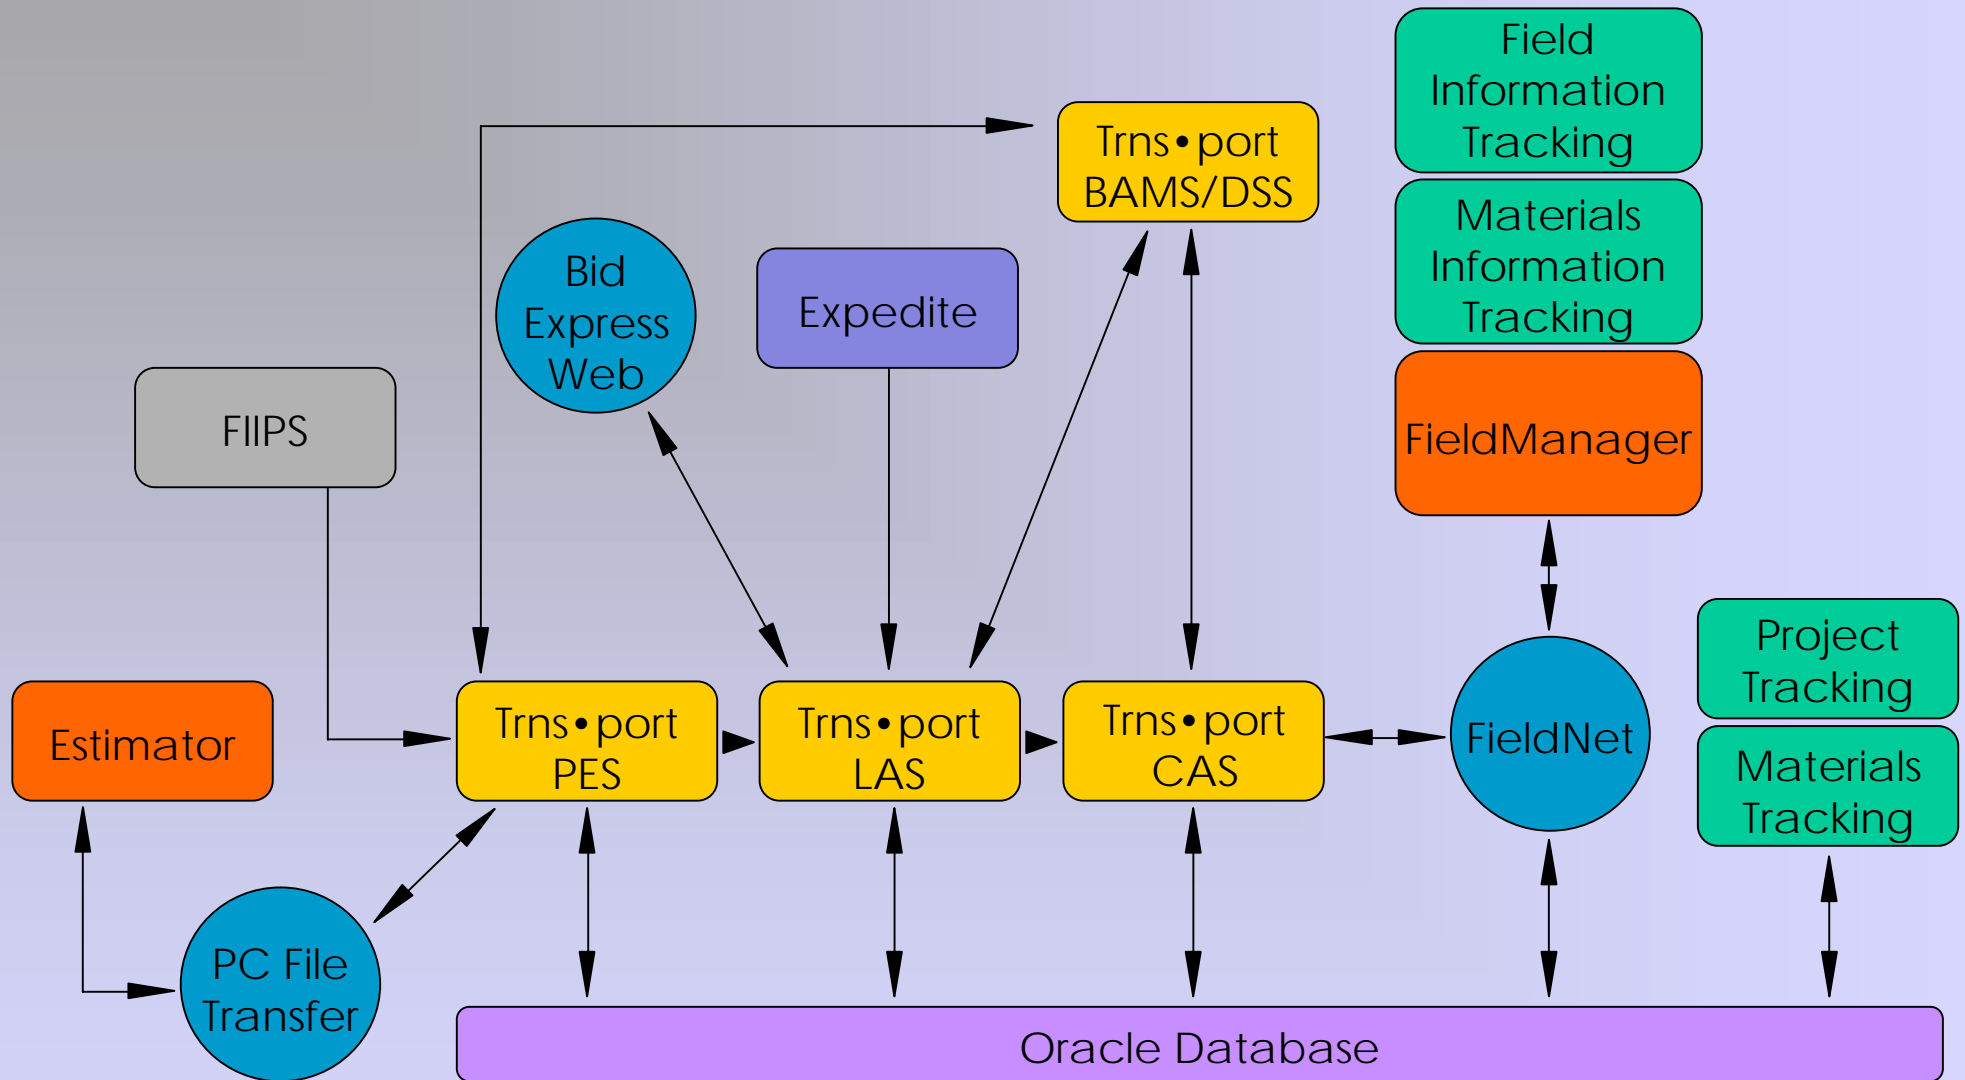 Field
Information
Tracking
Trns•port
BAMS/DSS
Materials
Information
Tracking
Bid
Express
Web
Expedite
FIIPS
FieldManager
Project
Tracking
Estimator
Trns•port
PES
Trns•port
LAS
Trns•port
CAS
FieldNet
Materials
Tracking
PC File
Transfer
Oracle Database